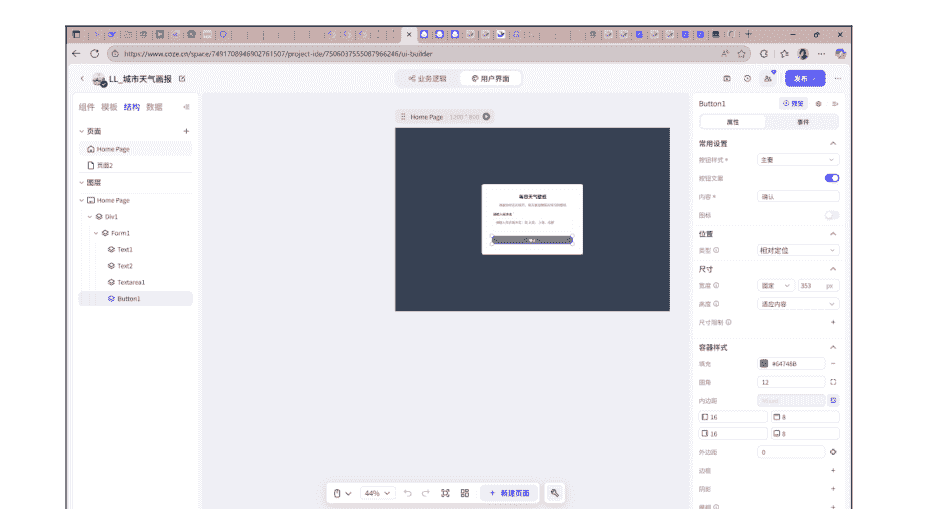 https://www.coze.cn/space/7491708946902761507/project-ide/7506037555087966246/ui-builder
LL_城市天气画报
业务逻辑
用户界面
发布
组件 模板 结构 数据
页面
Home Page
页面2
图层
Home Page
Div1
Form1
Text1
Text2
Textarea1
Button1
Home Page 1200 * 800
每日天气壁纸
44%
新建页面
Button1
预览
属性 事件
常用设置
按钮样式 * 主要
按钮文案
内容 * 确认
图标
位置
类型 相对定位
尺寸
宽度 固定 353 px
高度 适应内容
尺寸限制
容器样式
填充 #64748B
圆角 12
内边距 Mixed
16 8
16 8
外边距 0
边框
阴影